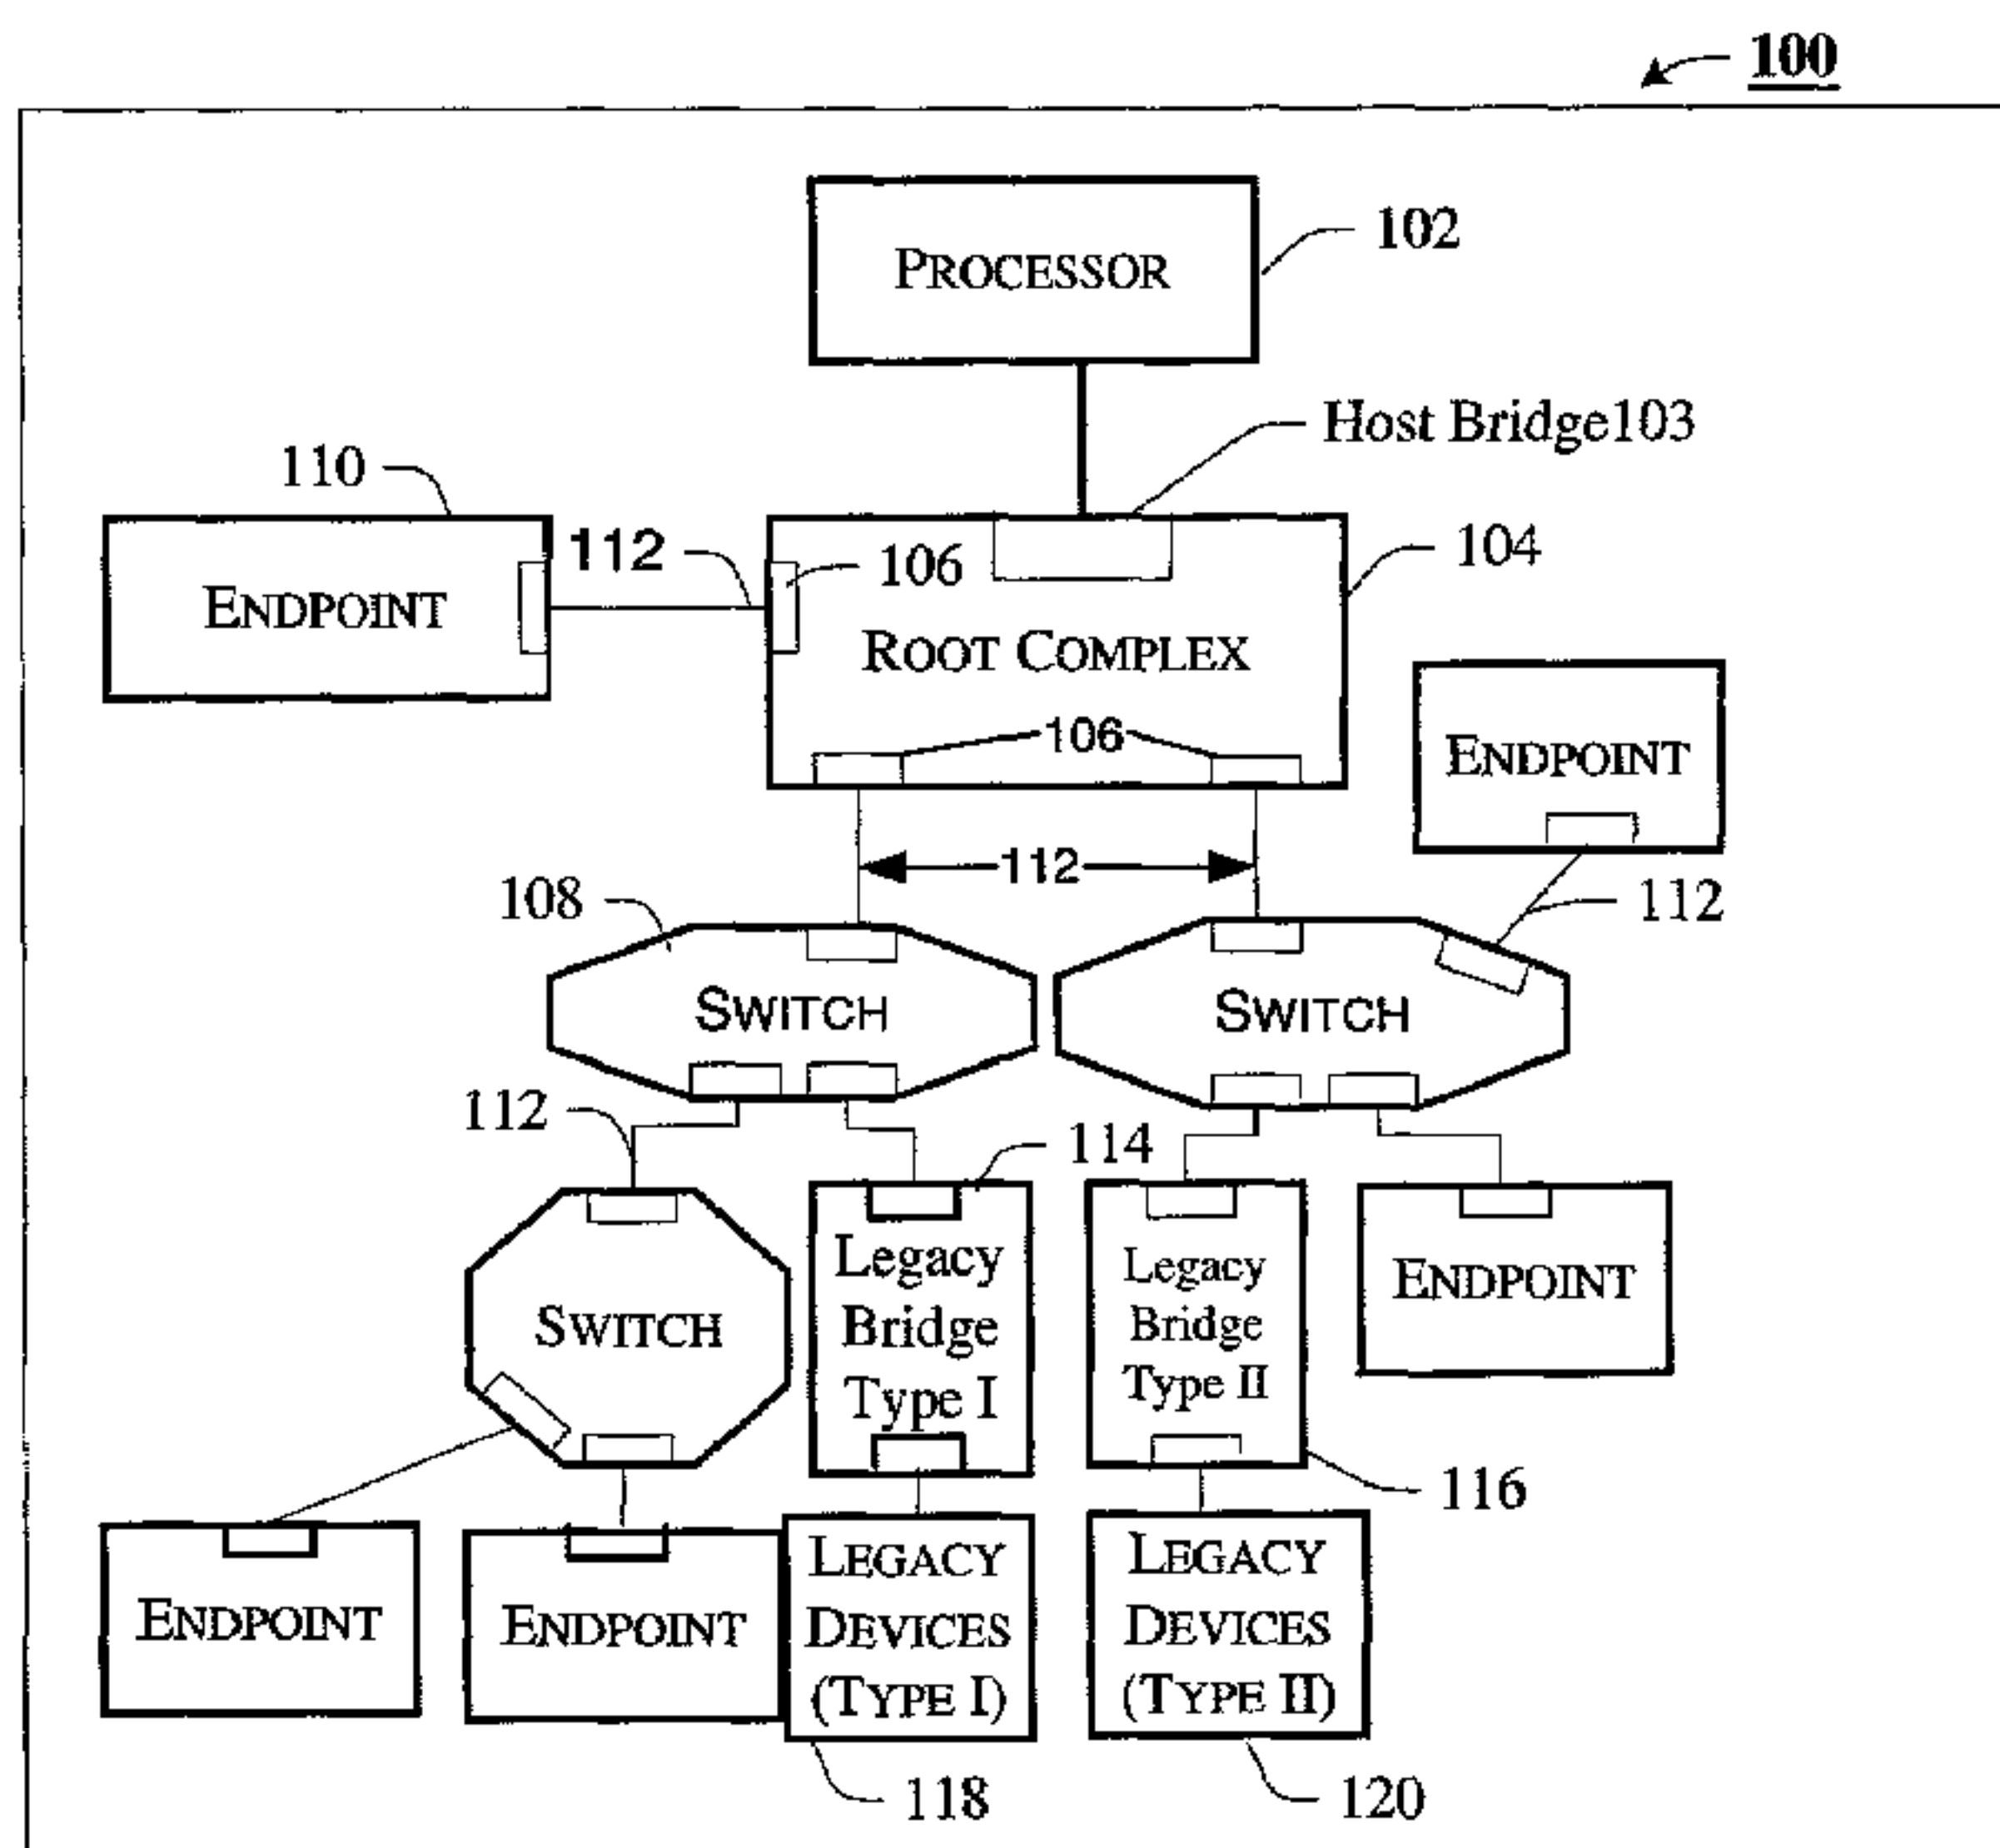 100
PROCESSOR
102
Host Bridge103
110
112
106
104
ENDPOINT
ROOT COMPLEX
106
ENDPOINT
112
108
112
SWITCH
SWITCH
112
114
Legacy
Bridge
Type I
Legacy
Bridge
Type II
ENDPOINT
SWITCH
116
ENDPOINT
ENDPOINT
LEGACY
DEVICES
(TYPE I)
LEGACY
DEVICES
(TYPE II)
118
120